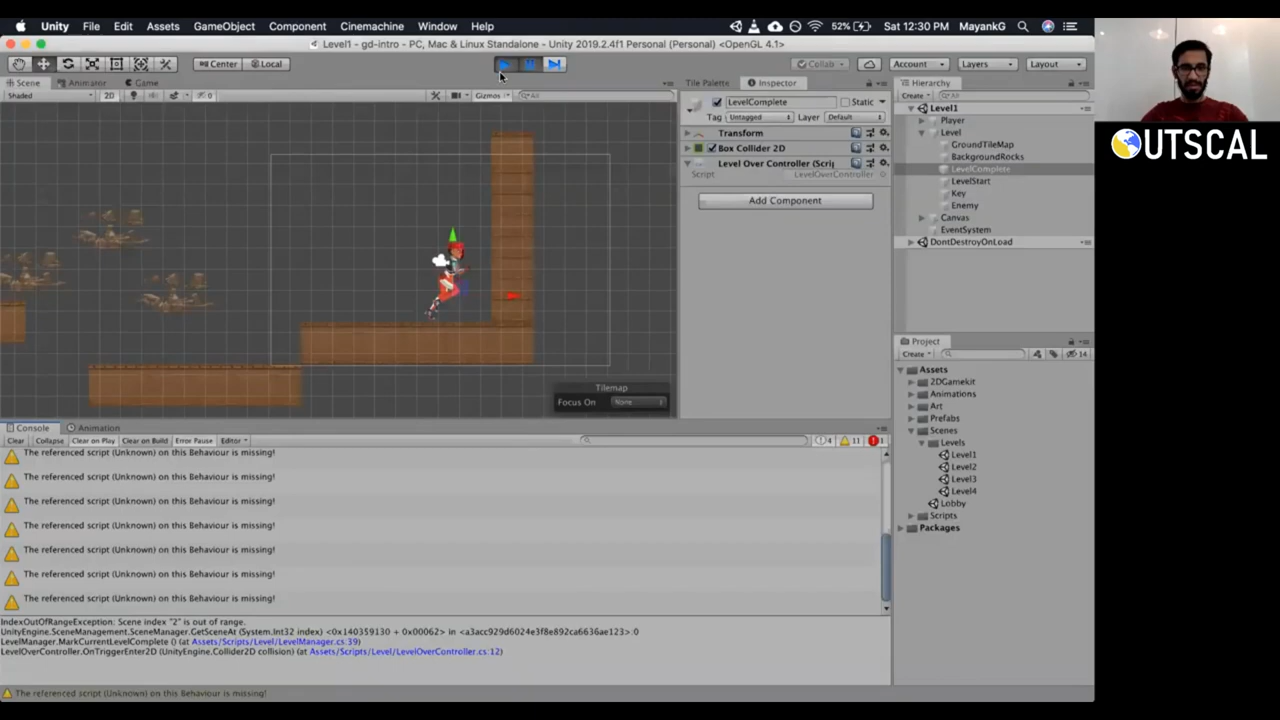 Unity File Edit Assets GameObject Component Cinemachine Window Help 52% Sat 12:30 PM MayankG
Level1 - gd-intro - PC, Mac & Linux Standalone - Unity 2019.2.4f1 Personal (Personal) <OpenGL 4.1>
Center Local Collab Account Layers Layout
Scene Animator Game Tile Palette Inspector Hierarchy
Shaded 2D 0 Gizmos All Create All
LevelComplete Static
Tag Untagged Layer Default
Transform
Box Collider 2D
Level Over Controller (Scrip
Script LevelOverController
Add Component
Level1
Player
Level
GroundTileMap
BackgroundRocks
LevelComplete
LevelStart
Key
Enemy
Canvas
EventSystem
DontDestroyOnLoad
OUTSCAL
Tilemap
Focus On None
Project
Create 14
Assets
2DGamekit
Animations
Art
Prefabs
Scenes
Levels
Level1
Level2
Level3
Level4
Lobby
Scripts
Packages
Console Animation
Clear Collapse Clear on Play Clear on Build Error Pause Editor 4 11 1
The referenced script (Unknown) on this Behaviour is missing!
The referenced script (Unknown) on this Behaviour is missing!
The referenced script (Unknown) on this Behaviour is missing!
The referenced script (Unknown) on this Behaviour is missing!
The referenced script (Unknown) on this Behaviour is missing!
The referenced script (Unknown) on this Behaviour is missing!
The referenced script (Unknown) on this Behaviour is missing!
IndexOutOfRangeException: Scene index "2" is out of range.
UnityEngine.SceneManagement.SceneManager.GetSceneAt (System.Int32 index) <0x140359130 + 0x00062> in <a3acc929d6024e3f8e892ca6636ae123>:0
LevelManager.MarkCurrentLevelComplete () (at Assets/Scripts/Level/LevelManager.cs:39)
LevelOverController.OnTriggerEnter2D (UnityEngine.Collider2D collision) (at Assets/Scripts/Level/LevelOverController.cs:12)
The referenced script (Unknown) on this Behaviour is missing!